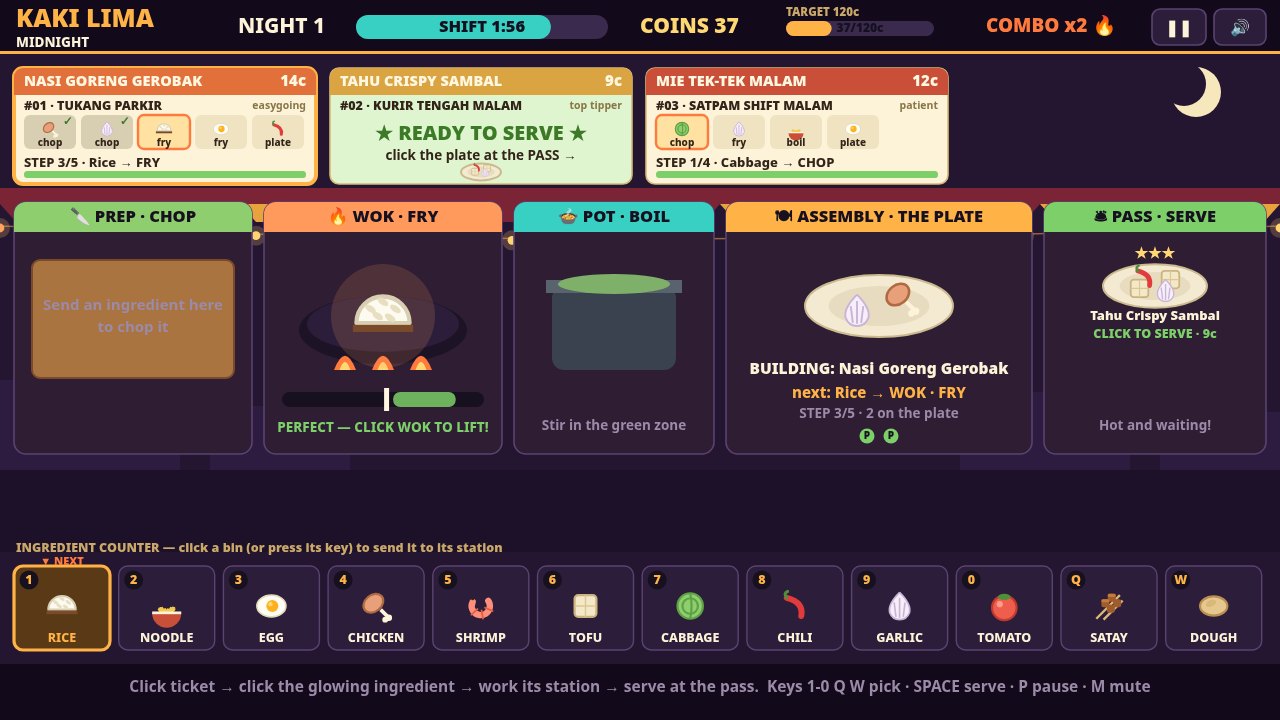 KAKI LIMA
MIDNIGHT
NIGHT 1
SHIFT 1:56
COINS 37
TARGET 120c
37/120c
COMBO x2 🔥
NASI GORENG GEROBAK 14c
#01 · TUKANG PARKIR easygoing
chop ✓ chop ✓ fry fry plate
STEP 3/5 · Rice → FRY
TAHU CRISPY SAMBAL 9c
#02 · KURIR TENGAH MALAM top tipper
★ READY TO SERVE ★
click the plate at the PASS →
MIE TEK-TEK MALAM 12c
#03 · SATPAM SHIFT MALAM patient
chop fry boil plate
STEP 1/4 · Cabbage → CHOP
🔪 PREP · CHOP
Send an ingredient here
to chop it
🔥 WOK · FRY
PERFECT — CLICK WOK TO LIFT!
🍲 POT · BOIL
Stir in the green zone
🍽 ASSEMBLY · THE PLATE
BUILDING: Nasi Goreng Gerobak
next: Rice → WOK · FRY
STEP 3/5 · 2 on the plate
P P
🛎 PASS · SERVE
★★★
Tahu Crispy Sambal
CLICK TO SERVE · 9c
Hot and waiting!
INGREDIENT COUNTER — click a bin (or press its key) to send it to its station
▼ NEXT
1 RICE
2 NOODLE
3 EGG
4 CHICKEN
5 SHRIMP
6 TOFU
7 CABBAGE
8 CHILI
9 GARLIC
0 TOMATO
Q SATAY
W DOUGH
Click ticket → click the glowing ingredient → work its station → serve at the pass. Keys 1-0 Q W pick · SPACE serve · P pause · M mute